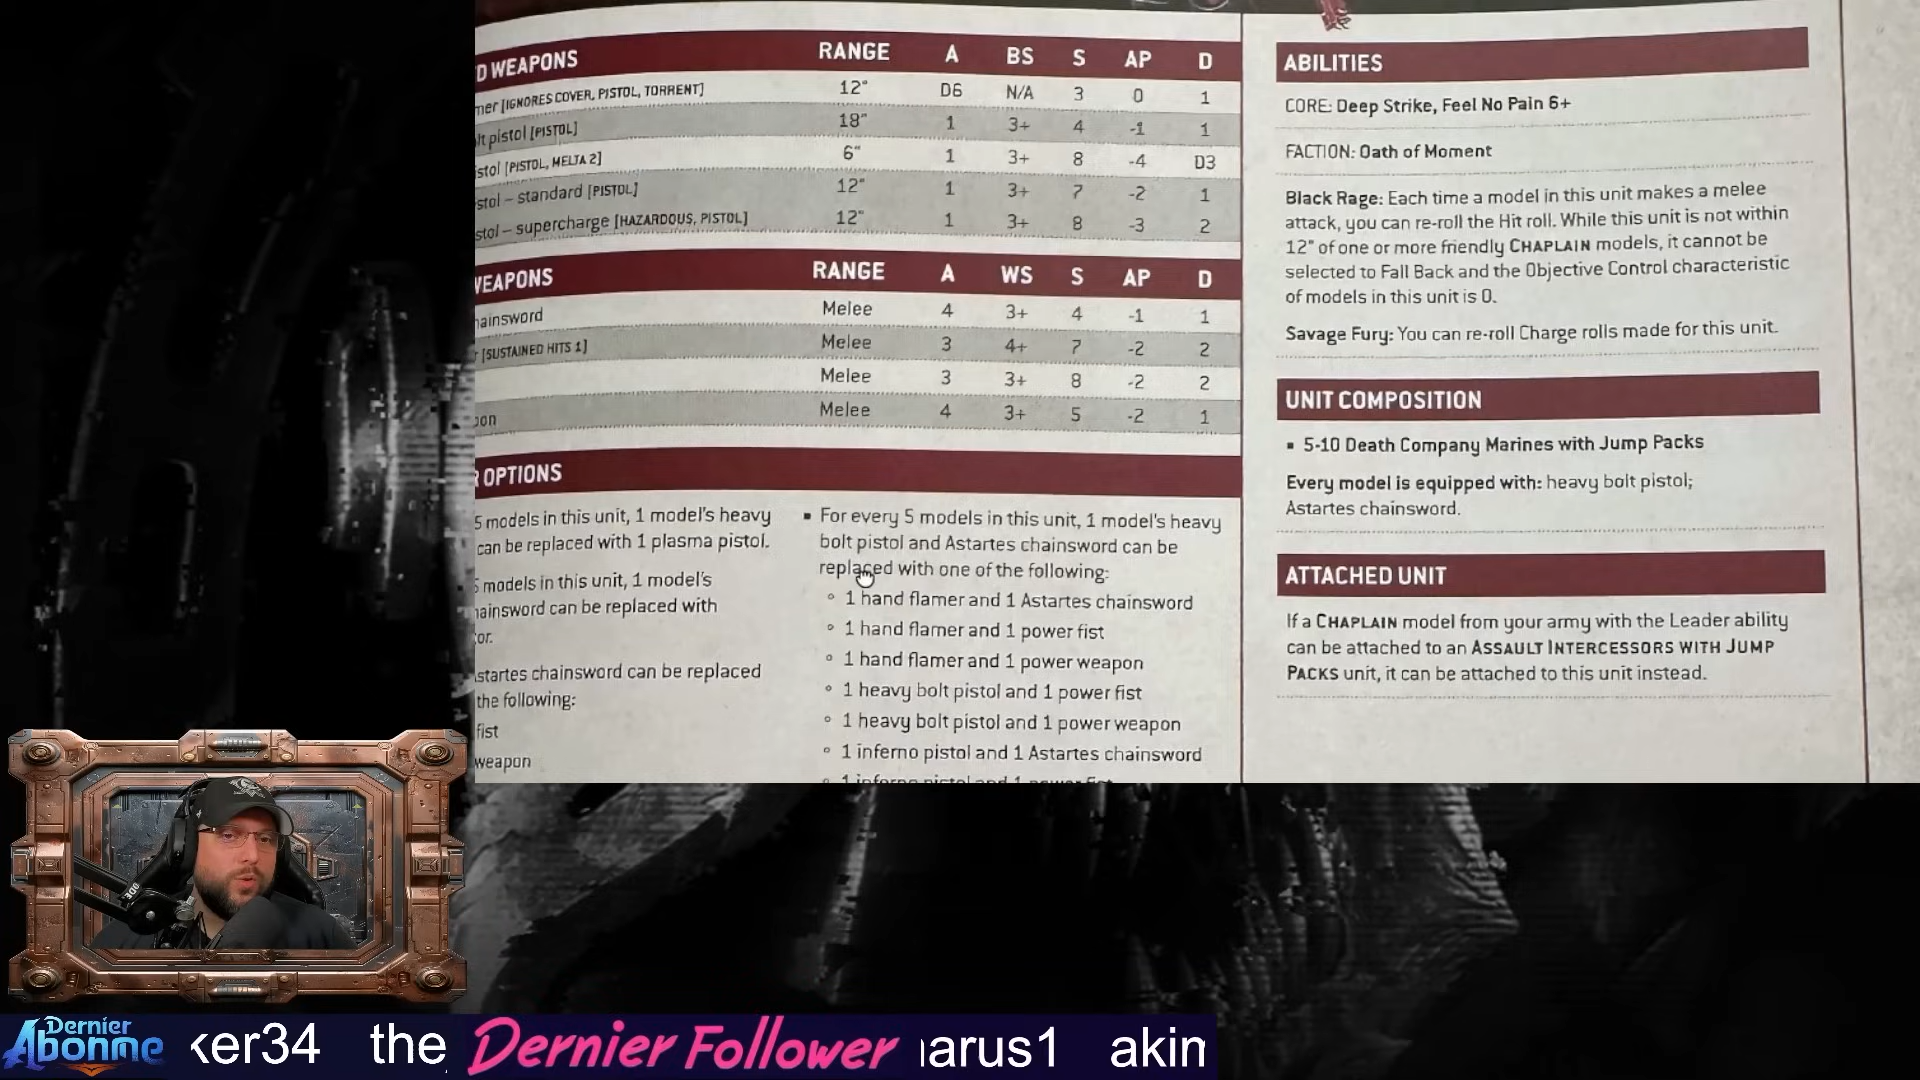 D WEAPONS RANGE A BS S AP D
mer [IGNORES COVER, PISTOL, TORRENT] 12" D6 N/A 3 0 1
lt pistol [PISTOL] 18" 1 3+ 4 -1 1
stol [PISTOL, MELTA 2] 6" 1 3+ 8 -4 D3
stol – standard [PISTOL] 12" 1 3+ 7 -2 1
stol – supercharge [HAZARDOUS, PISTOL] 12" 1 3+ 8 -3 2
WEAPONS RANGE A WS S AP D
hainsword Melee 4 3+ 4 -1 1
r [SUSTAINED HITS 1] Melee 3 4+ 7 -2 2
Melee 3 3+ 8 -2 2
pon Melee 4 3+ 5 -2 1
R OPTIONS
5 models in this unit, 1 model's heavy
can be replaced with 1 plasma pistol.
5 models in this unit, 1 model's
hainsword can be replaced with
tor.
Astartes chainsword can be replaced
the following:
fist
weapon
▪ For every 5 models in this unit, 1 model's heavy
bolt pistol and Astartes chainsword can be
replaced with one of the following:
◦ 1 hand flamer and 1 Astartes chainsword
◦ 1 hand flamer and 1 power fist
◦ 1 hand flamer and 1 power weapon
◦ 1 heavy bolt pistol and 1 power fist
◦ 1 heavy bolt pistol and 1 power weapon
◦ 1 inferno pistol and 1 Astartes chainsword
◦ 1 inferno pistol and 1 power fist
ABILITIES
CORE: Deep Strike, Feel No Pain 6+
FACTION: Oath of Moment
Black Rage: Each time a model in this unit makes a melee
attack, you can re-roll the Hit roll. While this unit is not within
12" of one or more friendly CHAPLAIN models, it cannot be
selected to Fall Back and the Objective Control characteristic
of models in this unit is 0.
Savage Fury: You can re-roll Charge rolls made for this unit.
UNIT COMPOSITION
▪ 5-10 Death Company Marines with Jump Packs
Every model is equipped with: heavy bolt pistol;
Astartes chainsword.
ATTACHED UNIT
If a CHAPLAIN model from your army with the Leader ability
can be attached to an ASSAULT INTERCESSORS WITH JUMP
PACKS unit, it can be attached to this unit instead.
Dernier
Abonné
ker34 the Dernier Follower arus1 akin